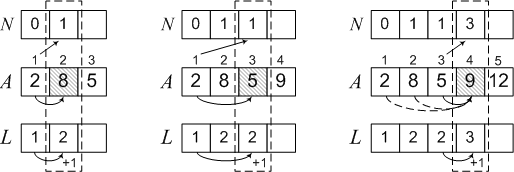 N 0 1 N 0 1 1 N 0 1 1 3
1 2 3 1 2 3 4 1 2 3 4 5
A 2 8 5 A 2 8 5 9 A 2 8 5 9 12
L 1 2 L 1 2 2 L 1 2 2 3
+1 +1 +1